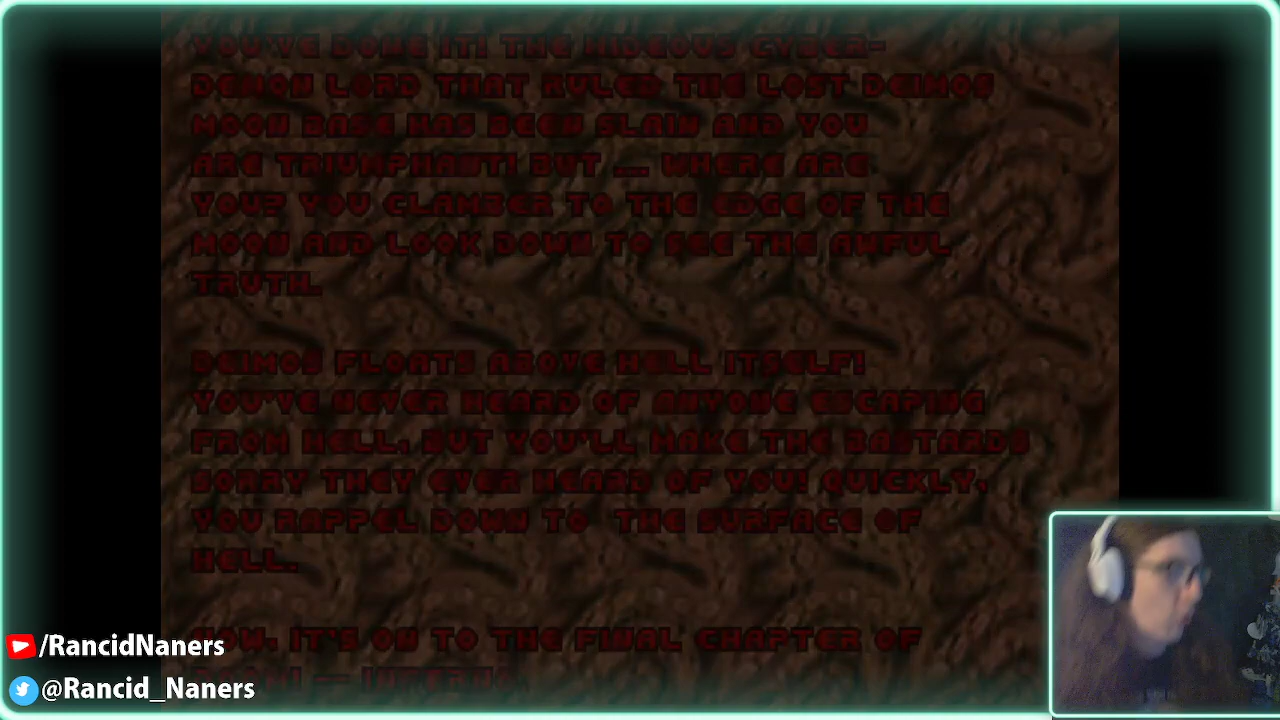 YOU'VE DONE IT! THE HIDEOUS CYBER-
DEMON LORD THAT RULED THE LOST DEIMOS
MOON BASE HAS BEEN SLAIN AND YOU
ARE TRIUMPHANT! BUT ... WHERE ARE
YOU? YOU CLAMBER TO THE EDGE OF THE
MOON AND LOOK DOWN TO SEE THE AWFUL
TRUTH.
DEIMOS FLOATS ABOVE HELL ITSELF!
YOU'VE NEVER HEARD OF ANYONE ESCAPING
FROM HELL, BUT YOU'LL MAKE THE BASTARDS
SORRY THEY EVER HEARD OF YOU! QUICKLY,
YOU RAPPEL DOWN TO THE SURFACE OF
HELL.
NOW, IT'S ON TO THE FINAL CHAPTER OF
DOOM! -- INFERNO.
/RancidNaners
@Rancid_Naners